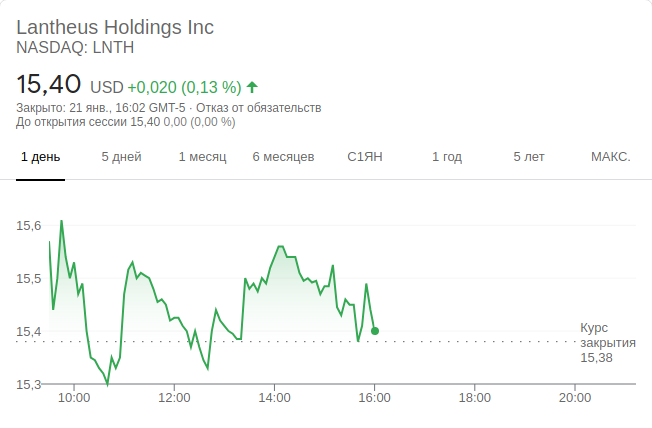 Lantheus Holdings Inc
NASDAQ: LNTH
15,40 USD +0,020 (0,13 %)
Закрыто: 21 янв., 16:02 GMT-5 · Отказ от обязательств
До открытия сессии 15,40 0,00 (0,00 %)
1 день 5 дней 1 месяц 6 месяцев С1ЯН 1 год 5 лет МАКС.
15,6
15,5
15,4
15,3
Курс
закрытия
15,38
10:00 12:00 14:00 16:00 18:00 20:00